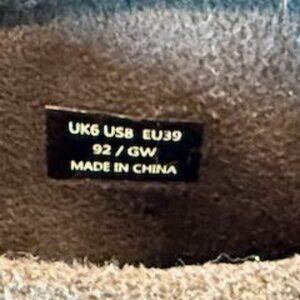 UK6 US8 EU39
92 / GW
MADE IN CHINA